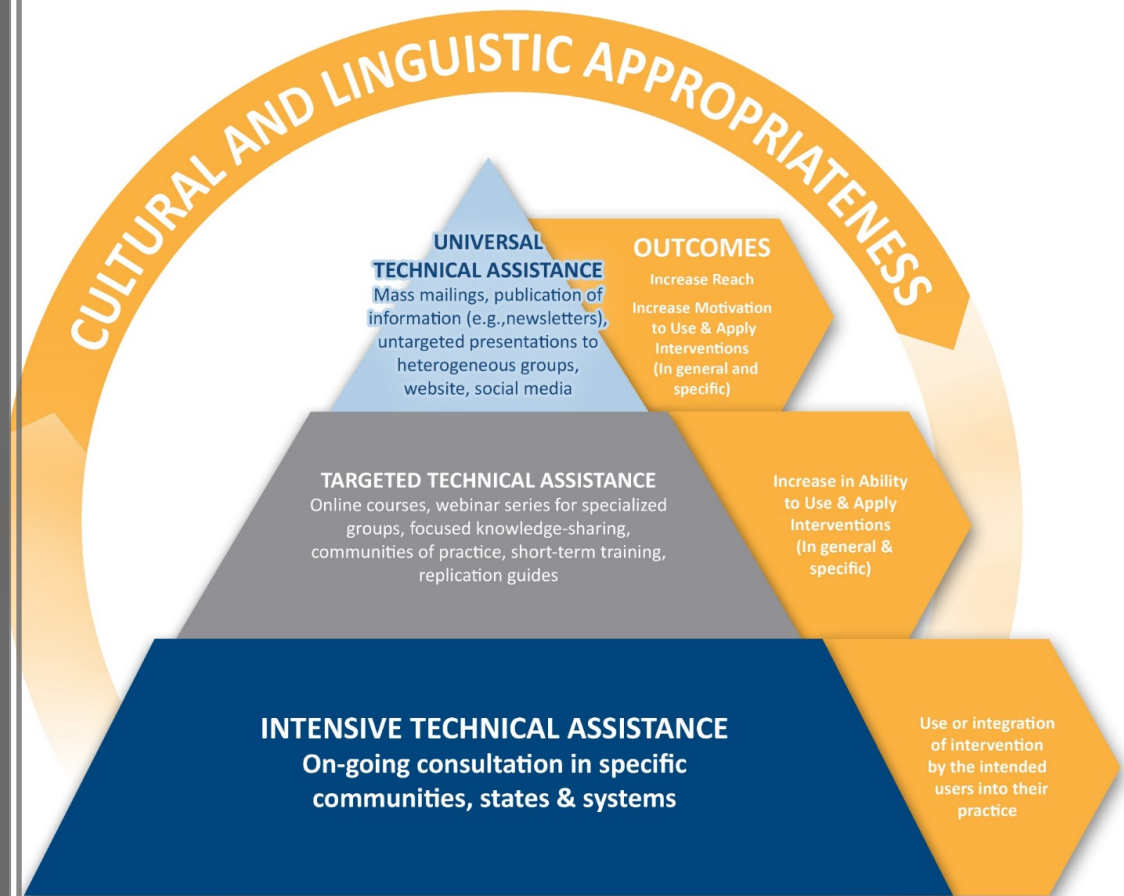 CULTURAL AND LINGUISTIC APPROPRIATENESS
UNIVERSAL
TECHNICAL ASSISTANCE
Mass mailings, publication of
information (e.g.,newsletters),
untargeted presentations to
heterogeneous groups,
website, social media
OUTCOMES
Increase Reach
Increase Motivation
to Use & Apply
Interventions
(In general and
specific)
TARGETED TECHNICAL ASSISTANCE
Online courses, webinar series for specialized
groups, focused knowledge-sharing,
communities of practice, short-term training,
replication guides
Increase in Ability
to Use & Apply
Interventions
(In general &
specific)
INTENSIVE TECHNICAL ASSISTANCE
On-going consultation in specific
communities, states & systems
Use or integration
of intervention
by the intended
users into their
practice